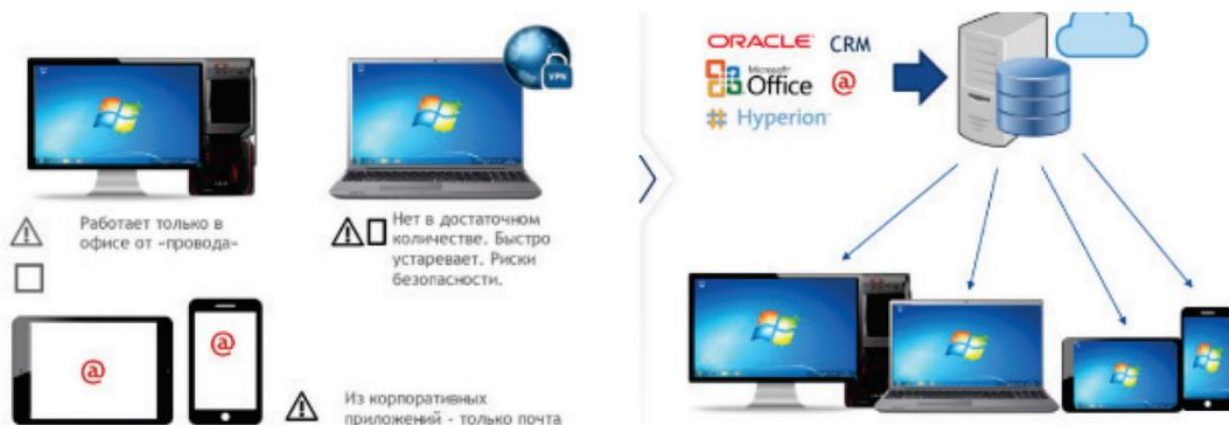 VPN
Работает только в
офисе от «провода»
Нет в достаточном
количестве. Быстро
устаревает. Риски
безопасности.
@
@
Из корпоративных
приложений - только почта
ORACLE CRM
Microsoft
Office @
Hyperion